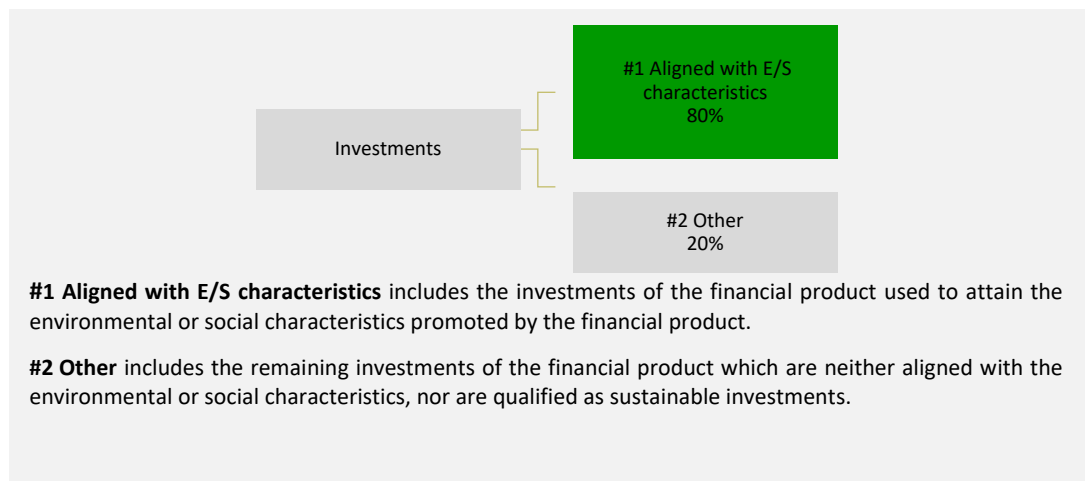 #1 Aligned with E/S
characteristics
80%
Investments
#2 Other
20%
#1 Aligned with E/S characteristics includes the investments of the financial product used to attain the
environmental or social characteristics promoted by the financial product.
#2 Other includes the remaining investments of the financial product which are neither aligned with the
environmental or social characteristics, nor are qualified as sustainable investments.